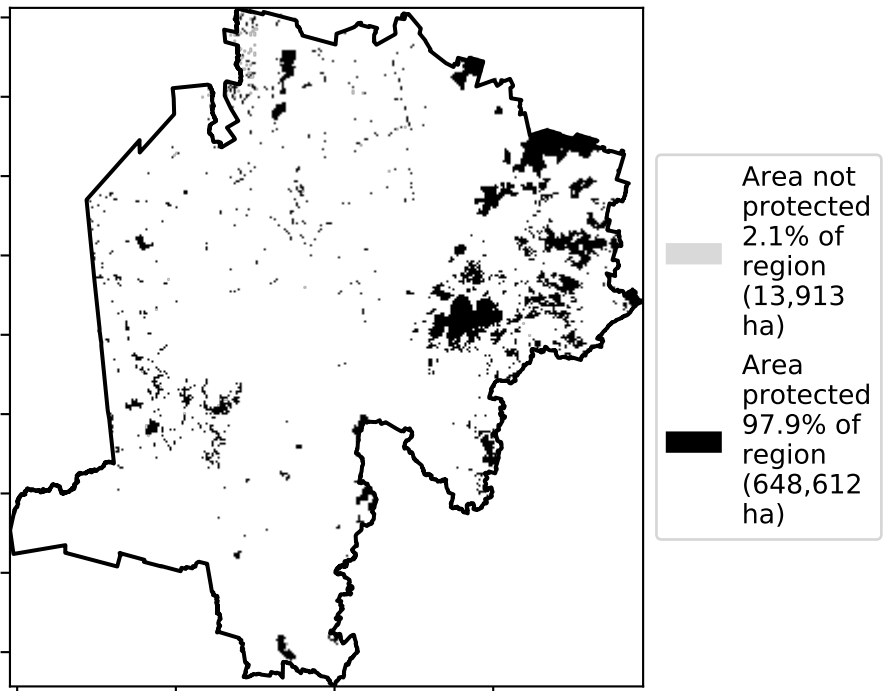 Area not
protected
2.1% of
region
(13,913
ha)
Area
protected
97.9% of
region
(648,612
ha)